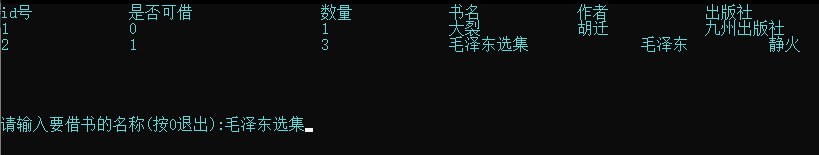 id号 是否可借 数量 书名 作者 出版社
1 0 1 大裂 胡迁 九州出版社
2 1 3 毛泽东选集 毛泽东 静火
请输入要借书的名称(按0退出):毛泽东选集